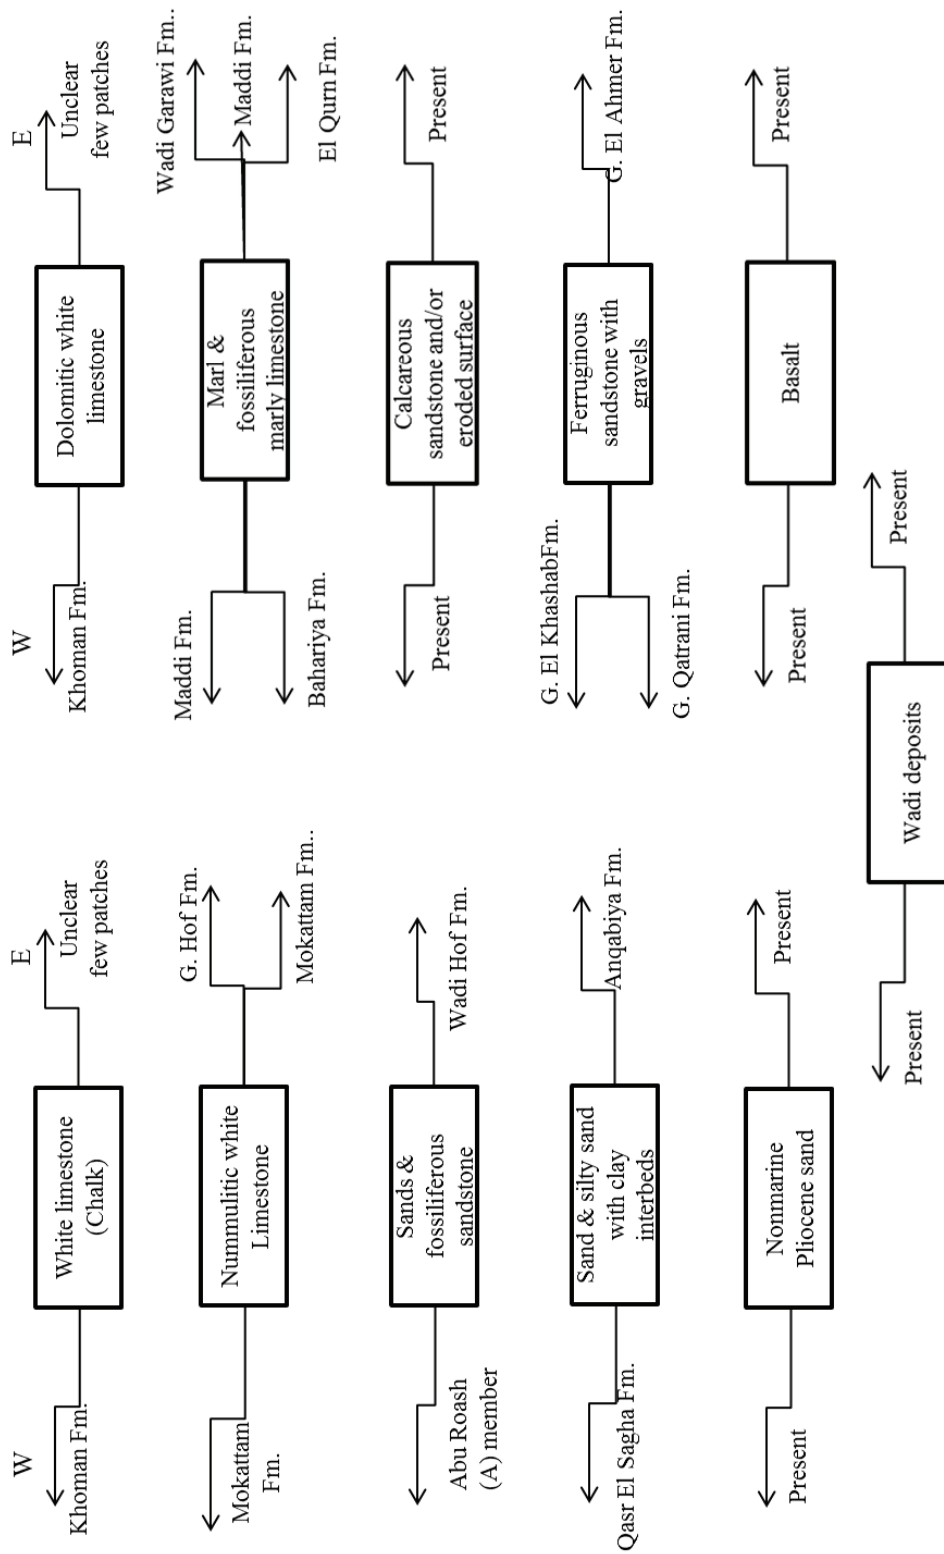 W
E
W
E
Khoman Fm.
White limestone
(Chalk)
Unclear
few patches
Khoman Fm.
Dolomitic white
limestone
Unclear
few patches
Mokattam
Fm.
Nummulitic white
Limestone
G. Hof Fm.
Mokattam Fm..
Maddi Fm.
Bahariya Fm.
Marl &
fossiliferous
marly limestone
Wadi Garawi Fm..
Maddi Fm.
El Qurn Fm.
Abu Roash
(A) member
Sands &
fossiliferous
sandstone
Wadi Hof Fm.
Present
Calcareous
sandstone and/or
eroded surface
Present
Qasr El Sagha Fm.
Sand & silty sand
with clay
interbeds
Anqabiya Fm.
G. El KhashabFm.
G. Qatrani Fm.
Ferruginous
sandstone with
gravels
G. El Ahmer Fm.
Present
Nonmarine
Pliocene sand
Present
Present
Basalt
Present
Present
Wadi deposits
Present